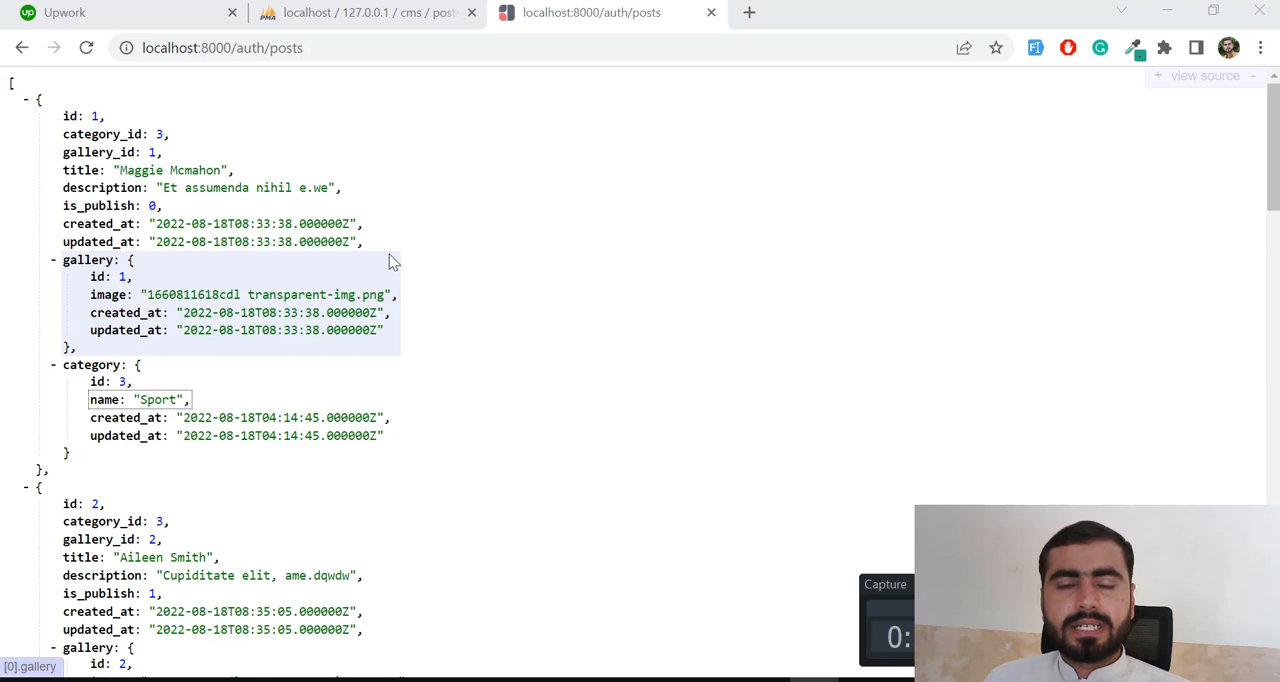 up Upwork
PMA localhost / 127.0.0.1 / cms / posts
localhost:8000/auth/posts
localhost:8000/auth/posts
+ view source -
[
- {
id: 1,
category_id: 3,
gallery_id: 1,
title: "Maggie Mcmahon",
description: "Et assumenda nihil e.we",
is_publish: 0,
created_at: "2022-08-18T08:33:38.000000Z",
updated_at: "2022-08-18T08:33:38.000000Z",
- gallery: {
id: 1,
image: "1660811618cdl transparent-img.png",
created_at: "2022-08-18T08:33:38.000000Z",
updated_at: "2022-08-18T08:33:38.000000Z"
},
- category: {
id: 3,
name: "Sport",
created_at: "2022-08-18T04:14:45.000000Z",
updated_at: "2022-08-18T04:14:45.000000Z"
}
},
- {
id: 2,
category_id: 3,
gallery_id: 2,
title: "Aileen Smith",
description: "Cupiditate elit, ame.dqwdw",
is_publish: 1,
created_at: "2022-08-18T08:35:05.000000Z",
updated_at: "2022-08-18T08:35:05.000000Z",
- gallery: {
id: 2,
[0].gallery
Capture
0: